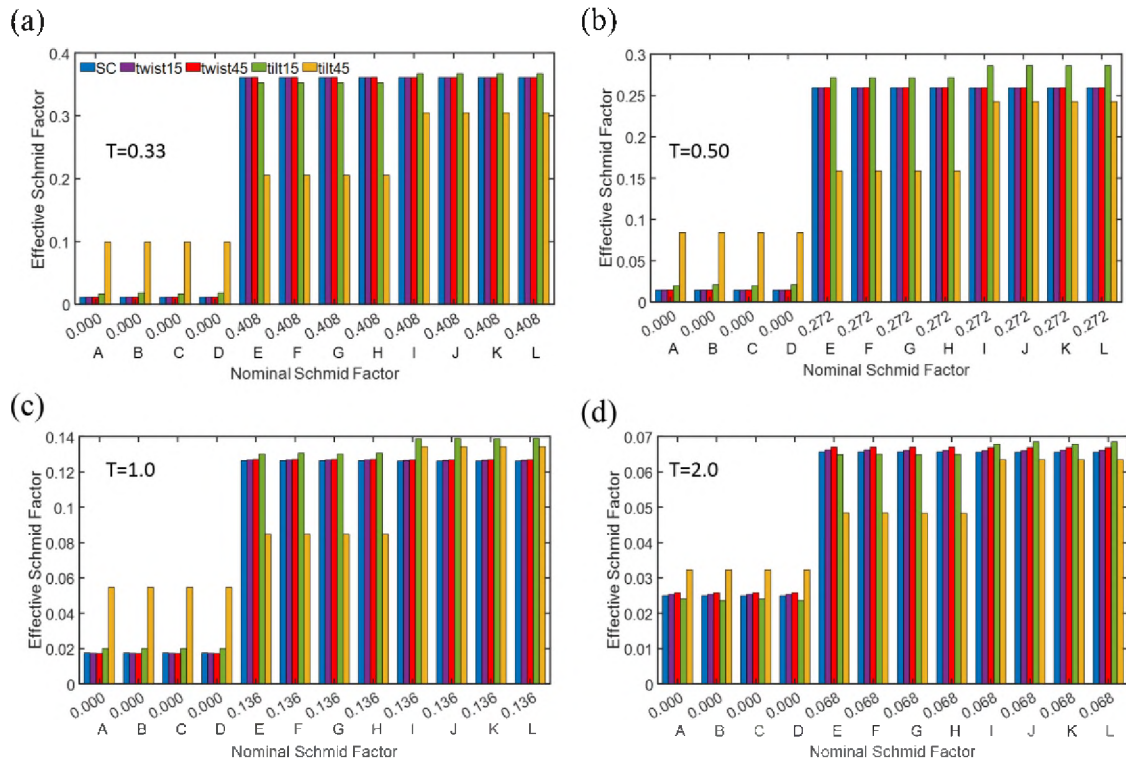 (a)
0.4
0.3
0.2
0.1
0
Effective Schmid Factor
SC twist15 twist45 tilt15 tilt45
T=0.33
0.000 0.000 0.000 0.000 0.408 0.408 0.408 0.408 0.408 0.408 0.408 0.408
A B C D E F G H I J K L
Nominal Schmid Factor
(b)
0.3
0.25
0.2
0.15
0.1
0.05
0
Effective Schmid Factor
T=0.50
0.000 0.000 0.000 0.000 0.272 0.272 0.272 0.272 0.272 0.272 0.272 0.272
A B C D E F G H I J K L
Nominal Schmid Factor
(c)
0.14
0.12
0.1
0.08
0.06
0.04
0.02
0
Effective Schmid Factor
T=1.0
0.000 0.000 0.000 0.000 0.136 0.136 0.136 0.136 0.136 0.136 0.136 0.136
A B C D E F G H I J K L
Nominal Schmid Factor
(d)
0.07
0.06
0.05
0.04
0.03
0.02
0.01
0
Effective Schmid Factor
T=2.0
0.000 0.000 0.000 0.000 0.068 0.068 0.068 0.068 0.068 0.068 0.068 0.068
A B C D E F G H I J K L
Nominal Schmid Factor